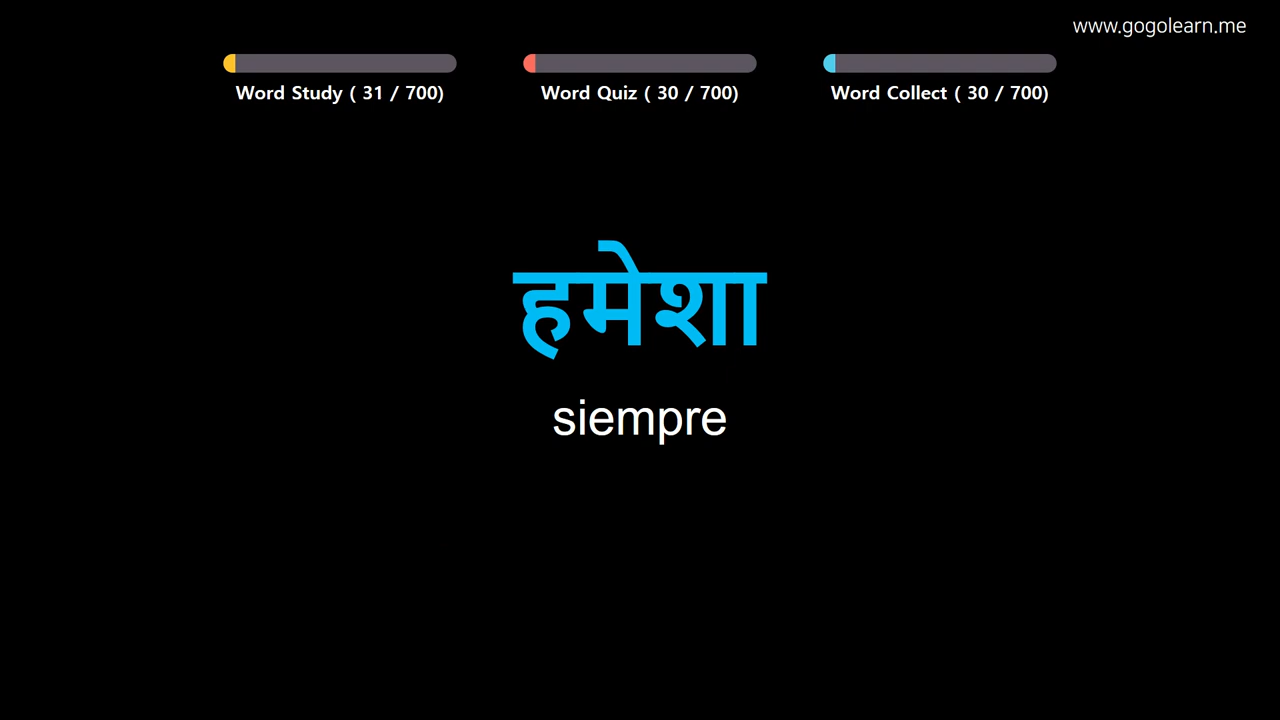 www.gogolearn.me
Word Study ( 31 / 700)
Word Quiz ( 30 / 700)
Word Collect ( 30 / 700)
हमेशा
siempre